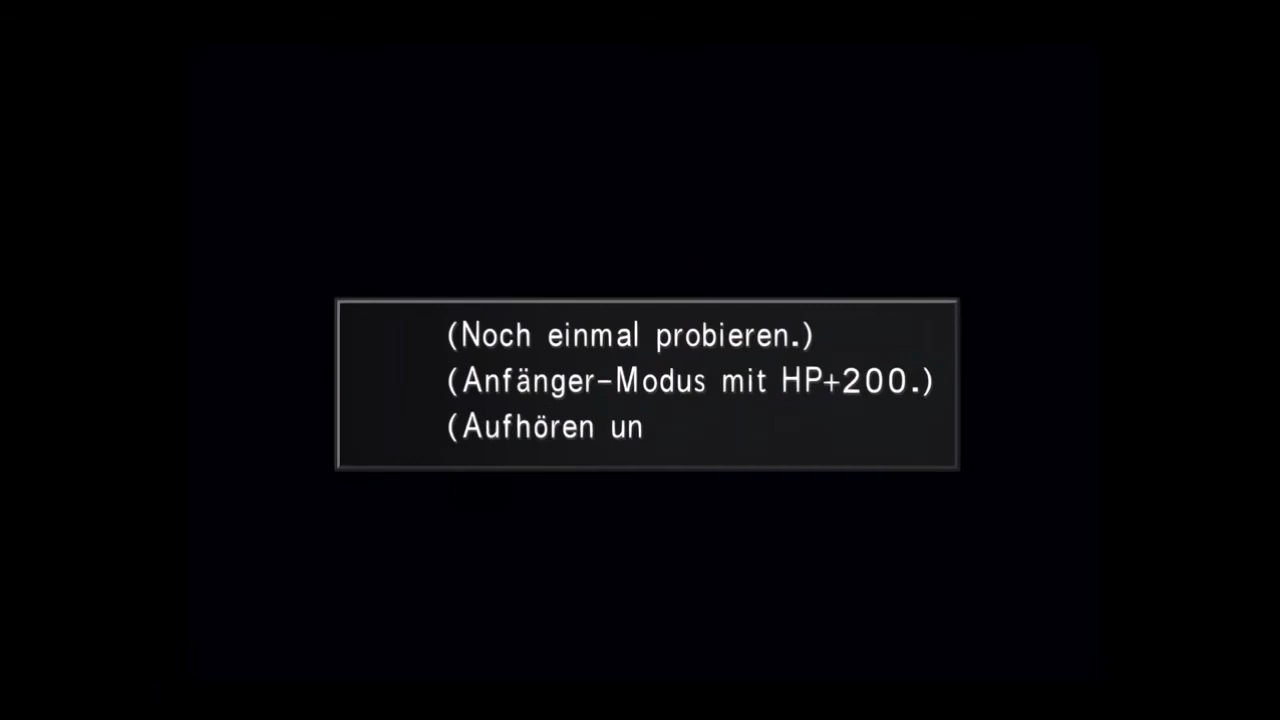 (Noch einmal probieren.)
(Anfänger-Modus mit HP+200.)
(Aufhören un